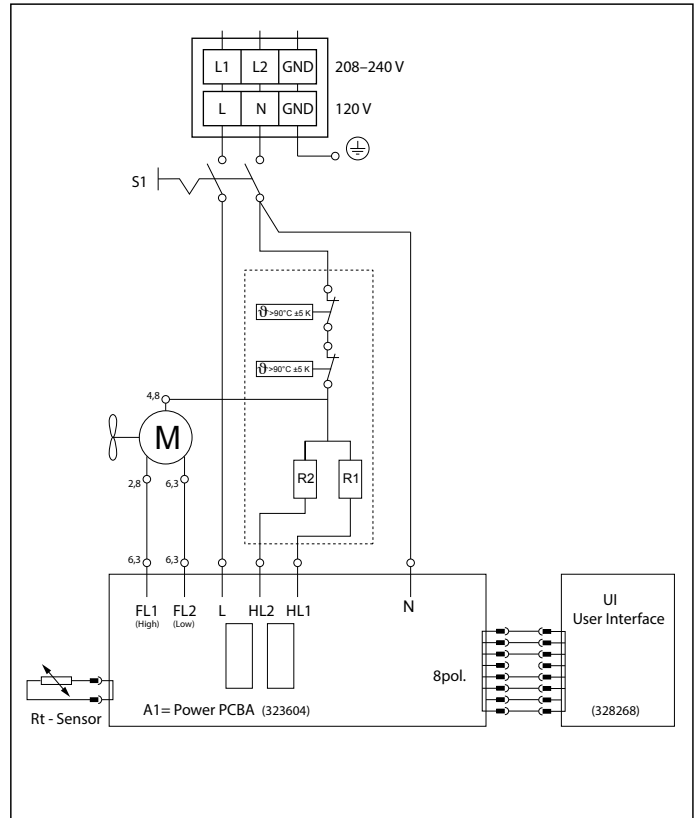 L1 L2 GND 208–240 V
L N GND 120 V
S1
ϑ >90°C ±5 K
ϑ >90°C ±5 K
4,8
M
R2 R1
2,8 6,3
6,3 6,3
FL1 FL2 L HL2 HL1 N
(High) (Low)
UI
User Interface
8pol.
Rt - Sensor
A1= Power PCBA (323604)
(328268)